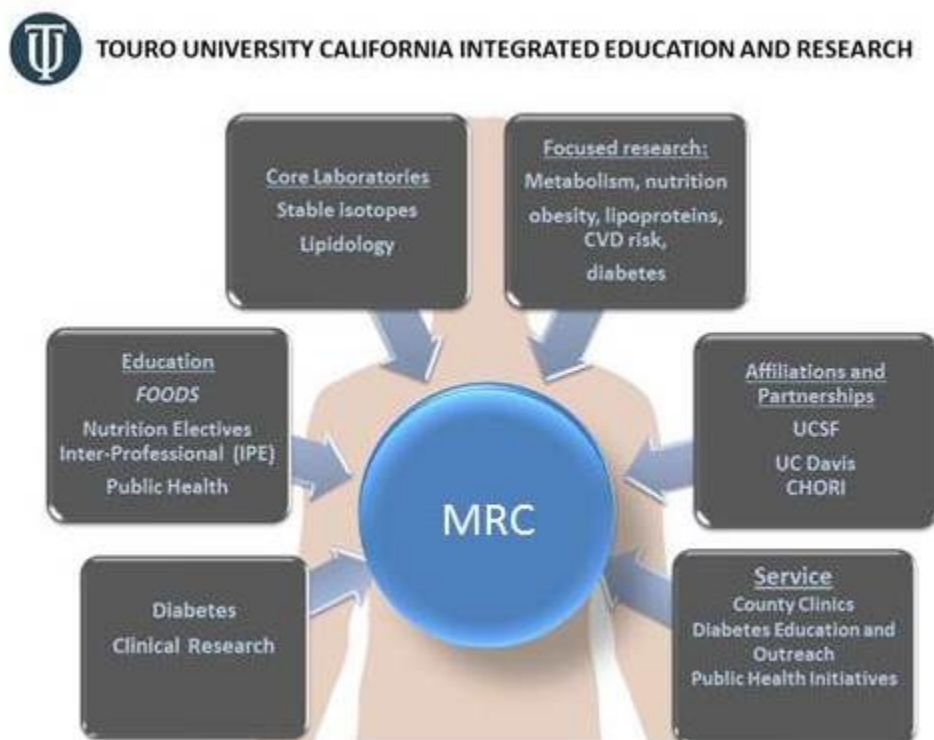 TOURO UNIVERSITY CALIFORNIA INTEGRATED EDUCATION AND RESEARCH
Core Laboratories
Stable isotopes
Lipidology
Focused research:
Metabolism, nutrition
obesity, lipoproteins,
CVD risk,
diabetes
Education
FOODS
Nutrition Electives
Inter-Professional (IPE)
Public Health
Affiliations and
Partnerships
UCSF
UC Davis
CHORI
MRC
Diabetes
Clinical Research
Service
County Clinics
Diabetes Education and
Outreach
Public Health Initiatives